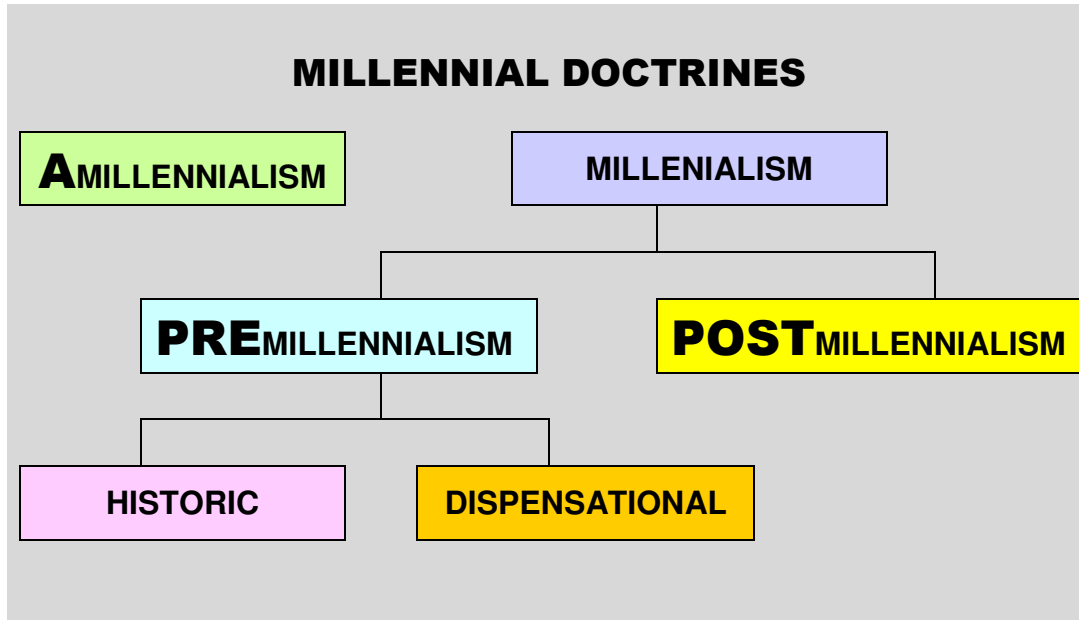 MILLENNIAL DOCTRINES
AMILLENNIALISM
MILLENIALISM
PREMILLENNIALISM
POSTMILLENNIALISM
HISTORIC
DISPENSATIONAL